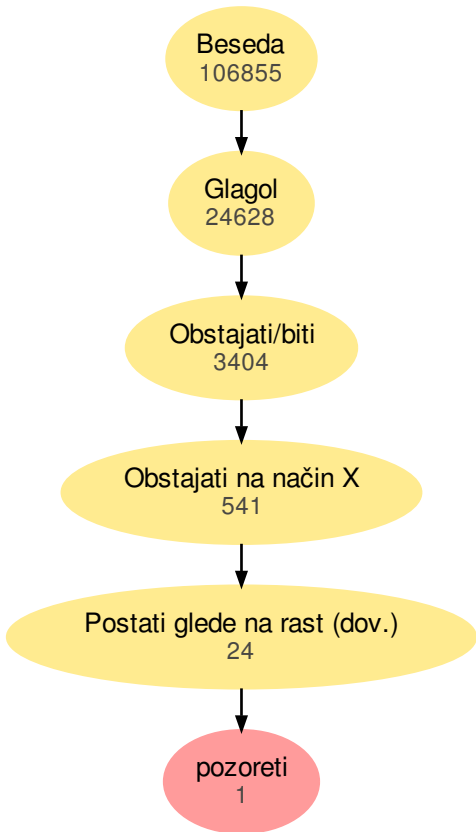 Beseda
106855
Glagol
24628
Obstajati/biti
3404
Obstajati na način X
541
Postati glede na rast (dov.)
24
pozoreti
1